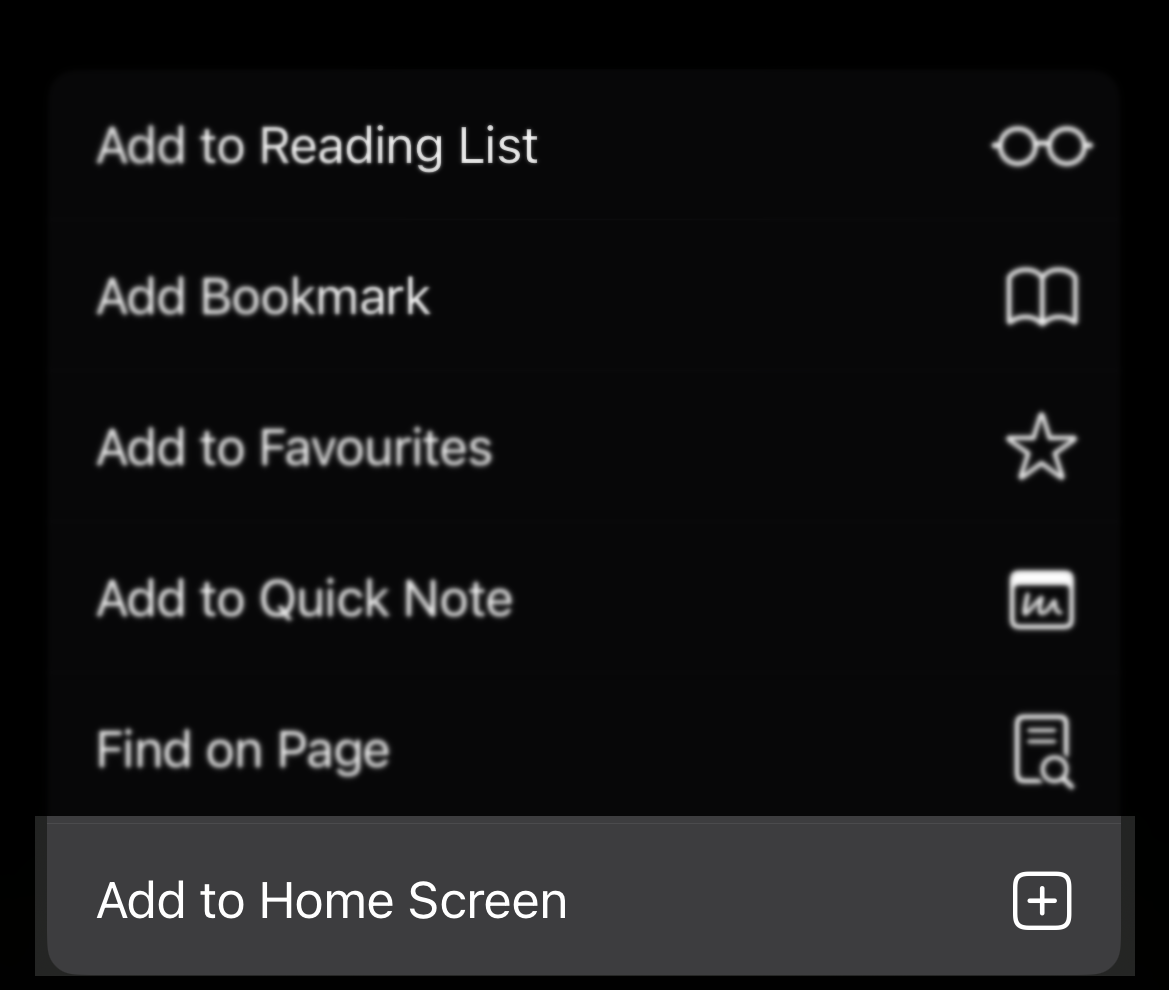 Add to Reading List
Add Bookmark
Add to Favourites
Add to Quick Note
Find on Page
Add to Home Screen